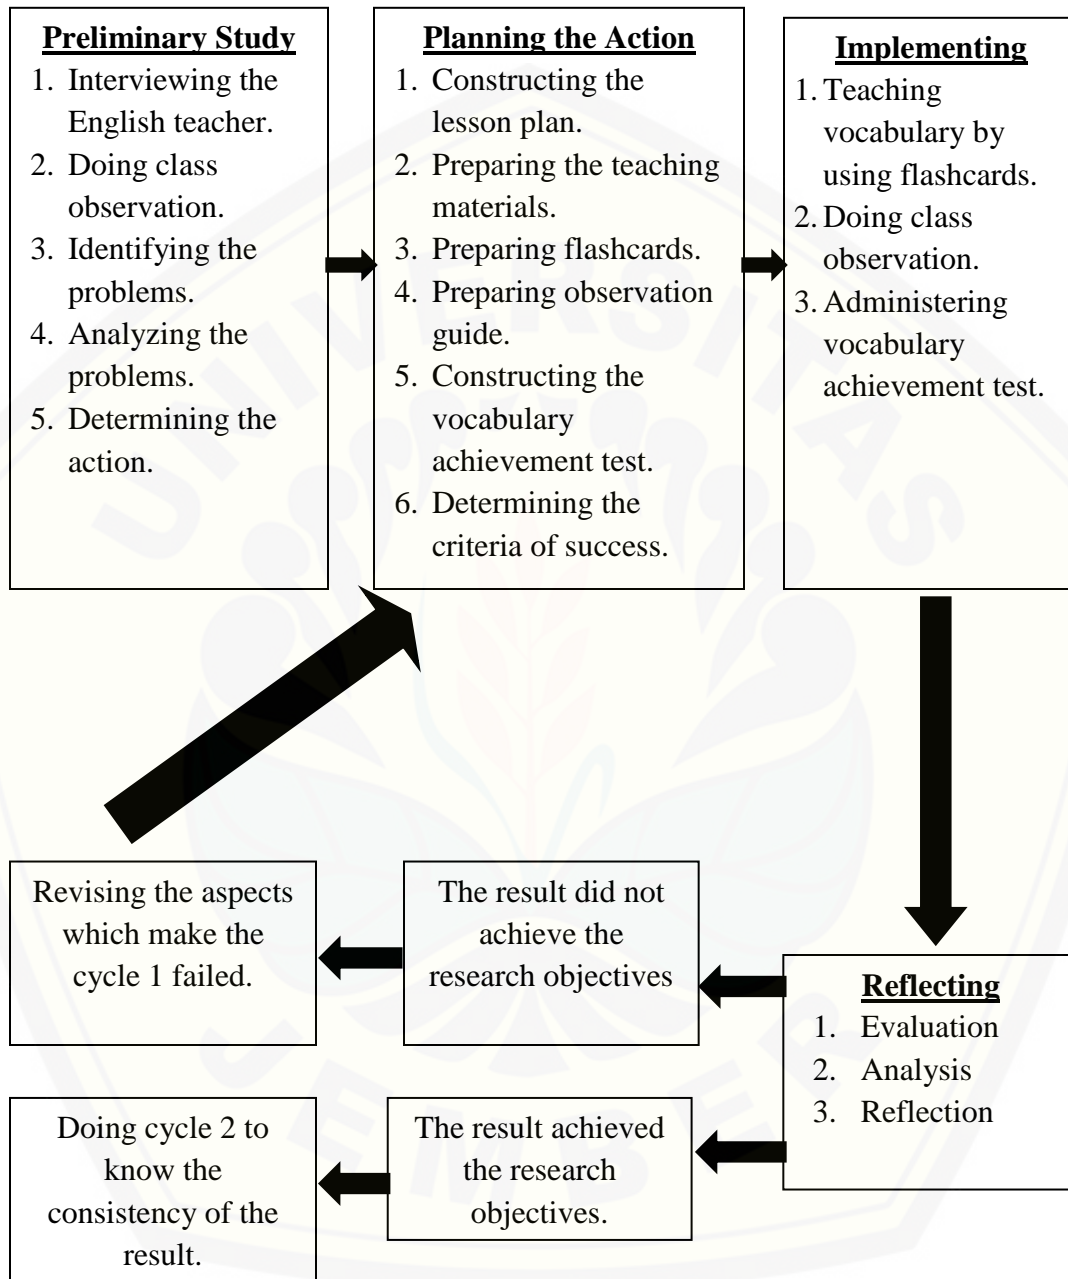 Preliminary Study
1. Interviewing the
English teacher.
2. Doing class
observation.
3. Identifying the
problems.
4. Analyzing the
problems.
5. Determining the
action.
Planning the Action
1. Constructing the
lesson plan.
2. Preparing the teaching
materials.
3. Preparing flashcards.
4. Preparing observation
guide.
5. Constructing the
vocabulary
achievement test.
6. Determining the
criteria of success.
Implementing
1. Teaching
vocabulary by
using flashcards.
2. Doing class
observation.
3. Administering
vocabulary
achievement test.
Revising the aspects
which make the
cycle 1 failed.
The result did not
achieve the
research objectives
Reflecting
1. Evaluation
2. Analysis
3. Reflection
Doing cycle 2 to
know the
consistency of the
result.
The result achieved
the research
objectives.
UNIVERSITAS
JEMBER